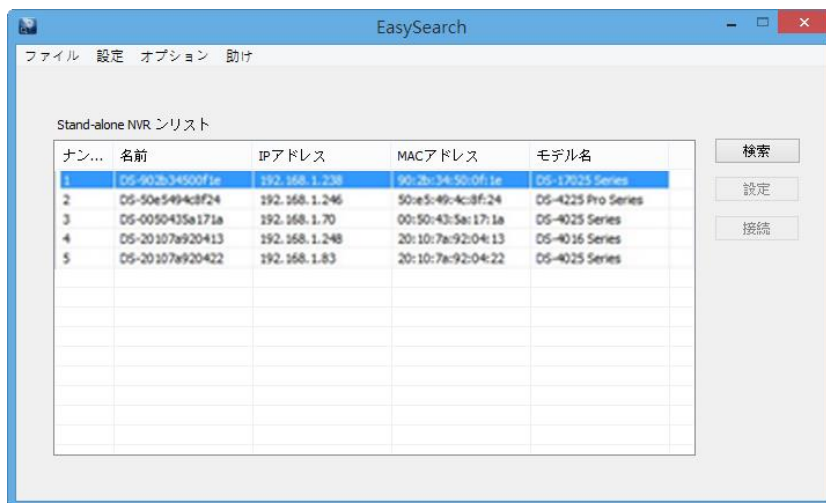 EasySearch
ファイル 設定 オプション 助け
Stand-alone NVR ンリスト
ナン... 名前 IPアドレス MACアドレス モデル名
検索
1 DS-902b34500f1e 192.168.1.238 90:2b:34:50:0f:1e DS-17025 Series
設定
2 DS-50e5494c8f24 192.168.1.246 50:e5:49:4c:8f:24 DS-4225 Pro Series
3 DS-0050435a171a 192.168.1.70 00:50:43:5a:17:1a DS-4025 Series
接続
4 DS-20107a920413 192.168.1.248 20:10:7a:92:04:13 DS-4016 Series
5 DS-20107a920422 192.168.1.83 20:10:7a:92:04:22 DS-4025 Series